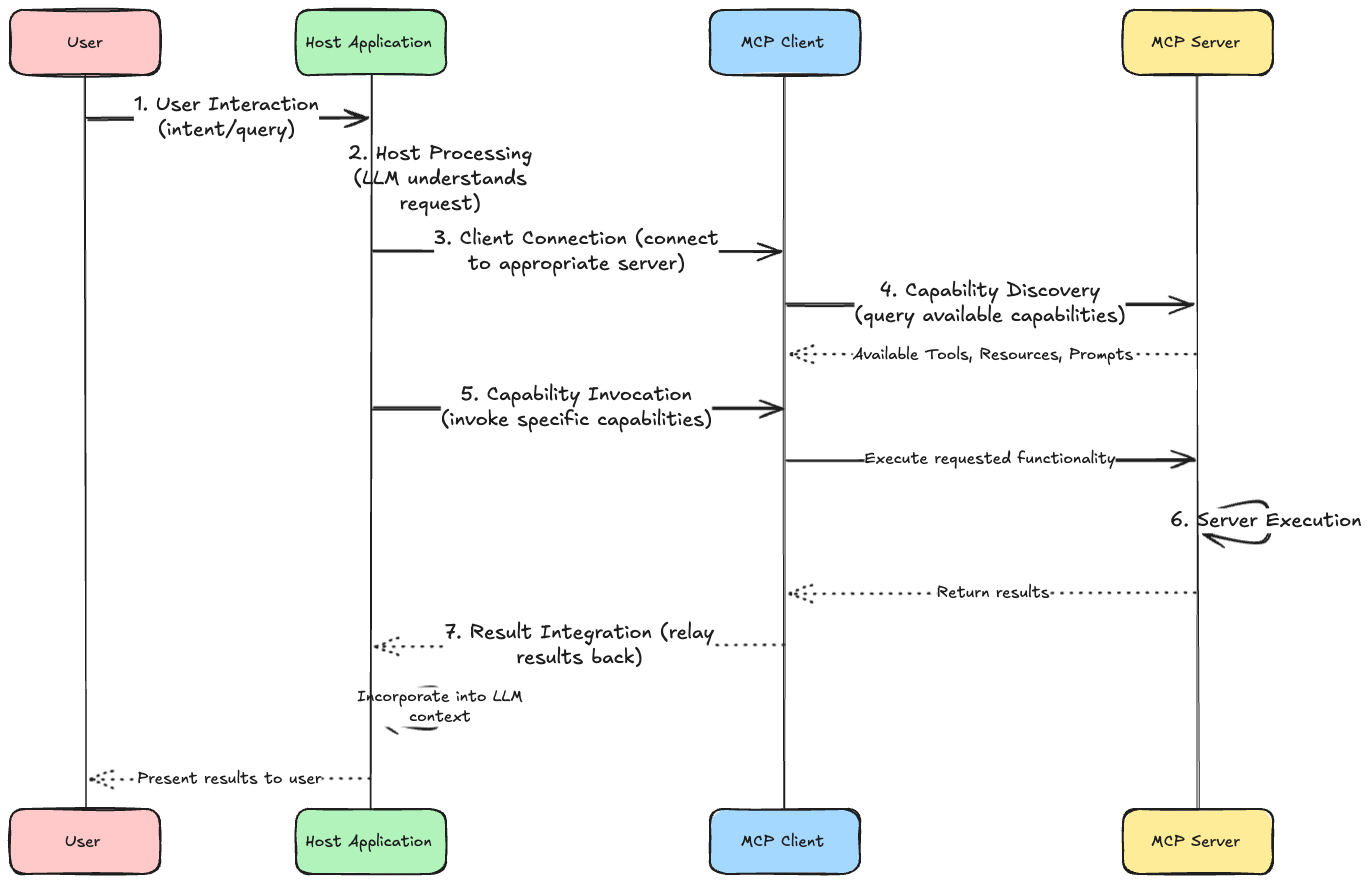 User
Host Application
MCP Client
MCP Server
1. User Interaction
(intent/query)
2. Host Processing
(LLM understands
request)
3. Client Connection (connect
to appropriate server)
4. Capability Discovery
(query available capabilities)
Available Tools, Resources, Prompts
5. Capability Invocation
(invoke specific capabilities)
Execute requested functionality
6. Server Execution
Return results
7. Result Integration (relay
results back)
Incorporate into LLM
context
Present results to user
User
Host Application
MCP Client
MCP Server